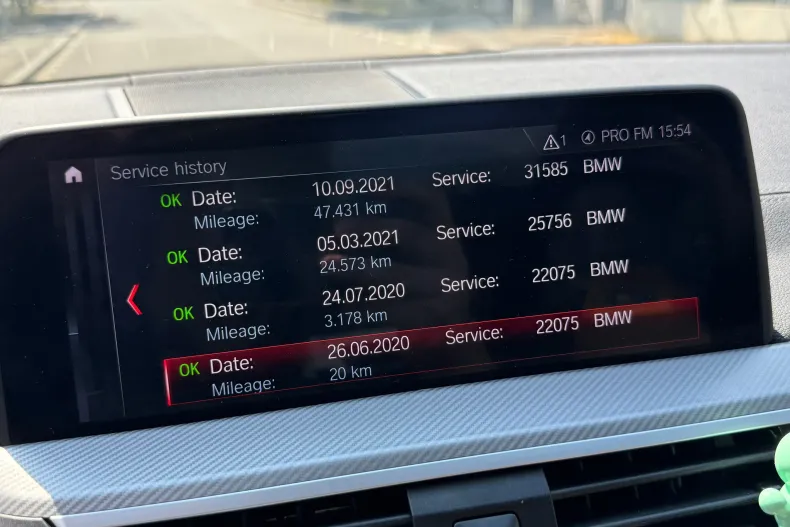 1 PRO FM 15:54
Service history
OK Date: 10.09.2021 Service: 31585 BMW
Mileage: 47.431 km
OK Date: 05.03.2021 Service: 25756 BMW
Mileage: 24.573 km
OK Date: 24.07.2020 Service: 22075 BMW
Mileage: 3.178 km
OK Date: 26.06.2020 Service: 22075 BMW
Mileage: 20 km